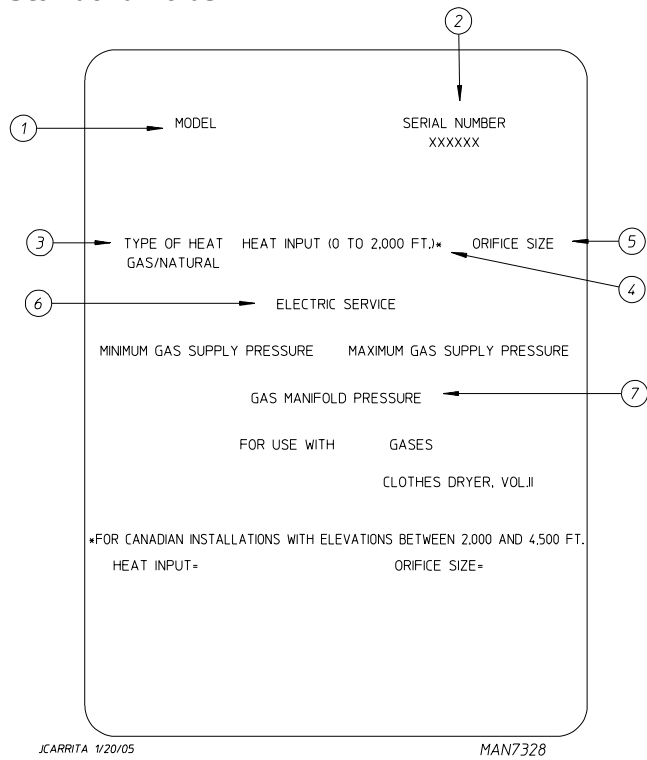 2
1
MODEL SERIAL NUMBER
XXXXXX
3 TYPE OF HEAT HEAT INPUT (0 TO 2,000 FT.)* ORIFICE SIZE 5
GAS/NATURAL
4
6 ELECTRIC SERVICE
MINIMUM GAS SUPPLY PRESSURE MAXIMUM GAS SUPPLY PRESSURE
GAS MANIFOLD PRESSURE 7
FOR USE WITH GASES
CLOTHES DRYER, VOL.II
*FOR CANADIAN INSTALLATIONS WITH ELEVATIONS BETWEEN 2,000 AND 4,500 FT.
HEAT INPUT= ORIFICE SIZE=
JCARRITA 1/20/05 MAN7328